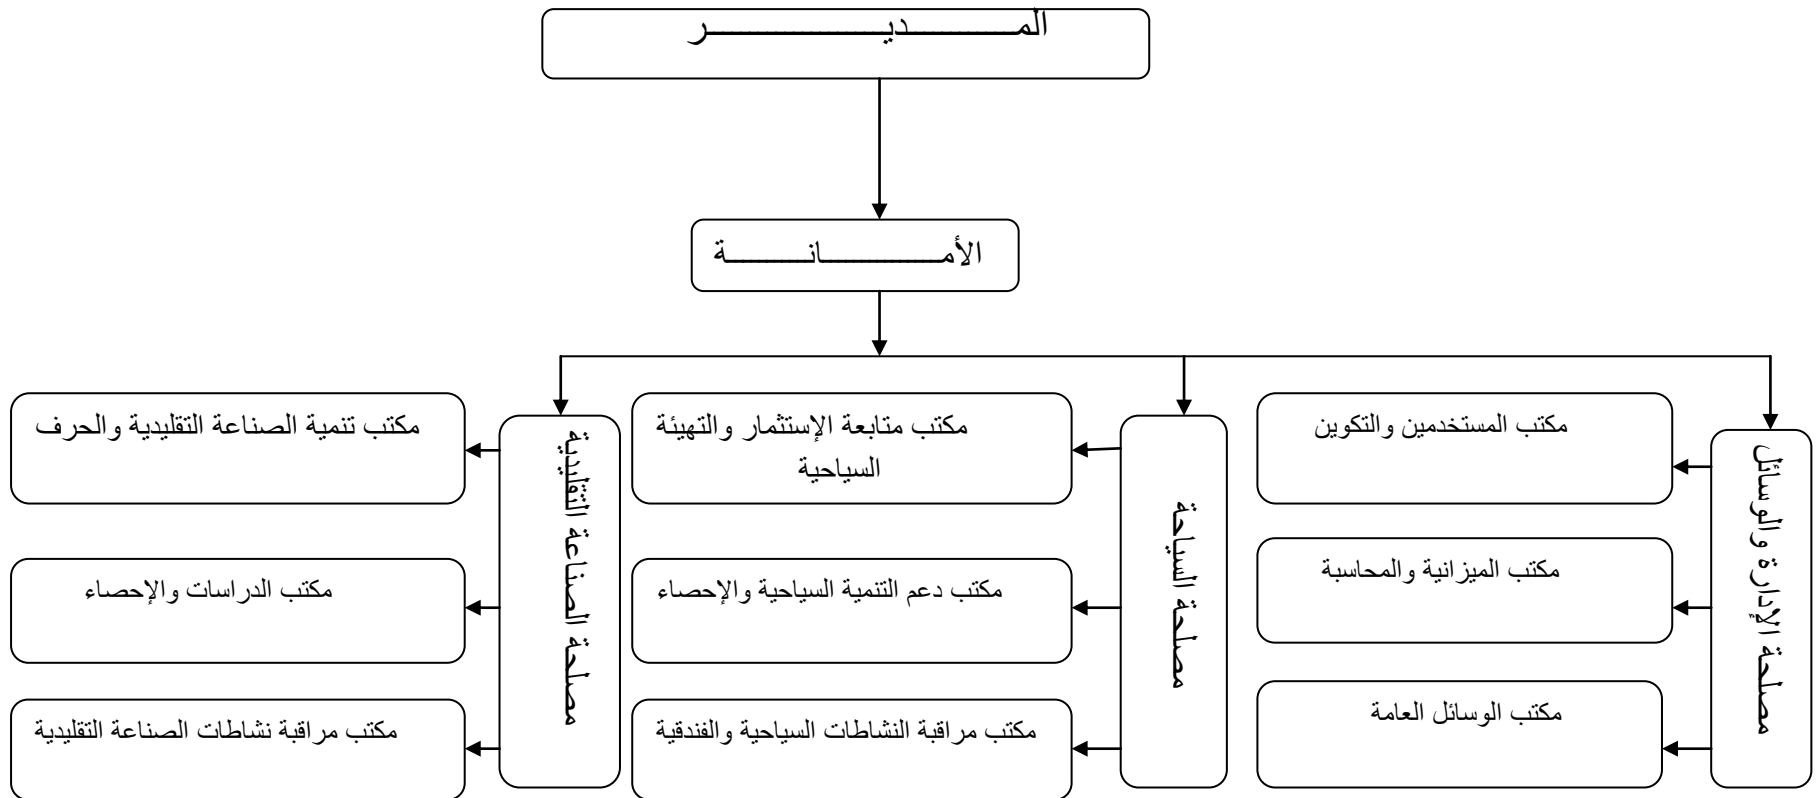 المـــــــــــديـــــــــــــــــــر
الأمـــــــــــانـــــــــة
مصلحة الإدارة والوسائل
مكتب المستخدمين والتكوين
مكتب الميزانية والمحاسبة
مكتب الوسائل العامة
مصلحة السياحة
مكتب متابعة الإستثمار والتهيئة
السياحية
مكتب دعم التنمية السياحية والإحصاء
مكتب مراقبة النشاطات السياحية والفندقية
مصلحة الصناعة التقليدية
مكتب تنمية الصناعة التقليدية والحرف
مكتب الدراسات والإحصاء
مكتب مراقبة نشاطات الصناعة التقليدية